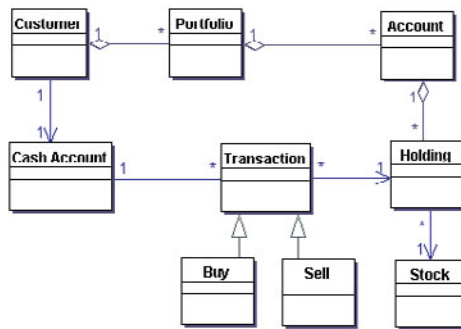 Customer
Portfolio
Account
1
*
1
*
1
1
1
*
Cash Account
Transaction
Holding
1
*
*
1
*
1
Buy
Sell
Stock